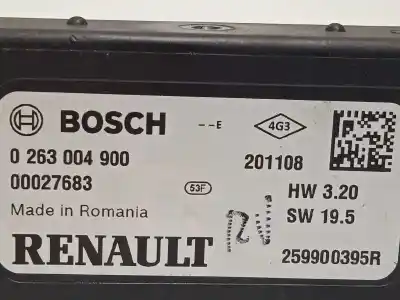 BOSCH --E 4G3
0 263 004 900 201108
00027683 53F HW 3.20
Made in Romania SW 19.5
RENAULT 259900395R